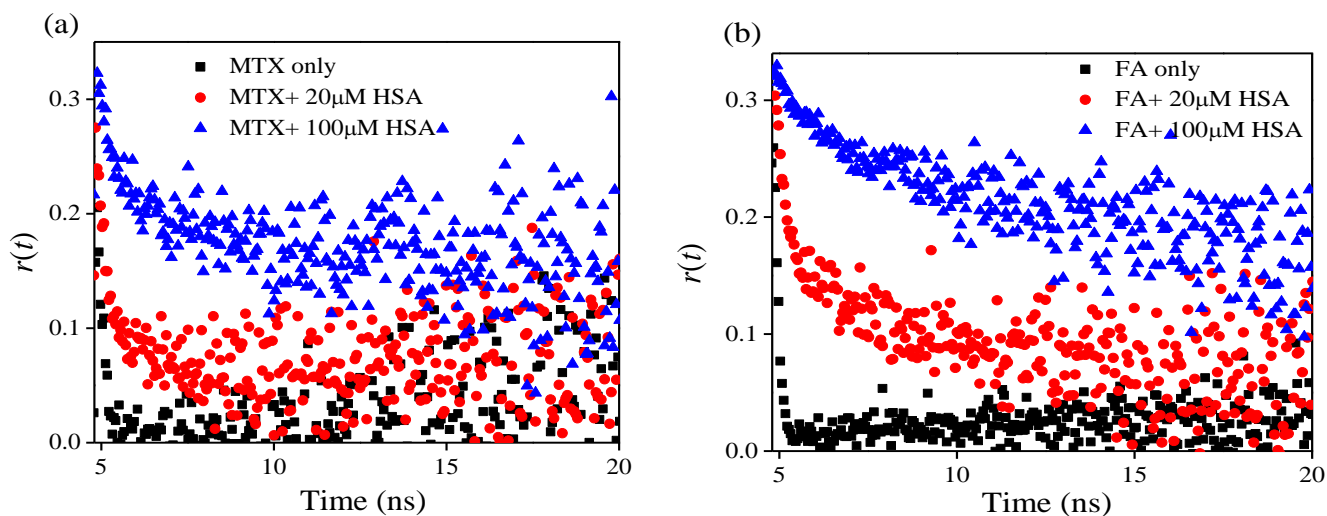 (a)
MTX only
MTX+ 20μM HSA
MTX+ 100μM HSA
0.3
0.2
0.1
0.0
r(t)
5
10
15
20
Time (ns)
(b)
FA only
FA+ 20μM HSA
FA+ 100μM HSA
0.3
0.2
0.1
0.0
r(t)
5
10
15
20
Time (ns)